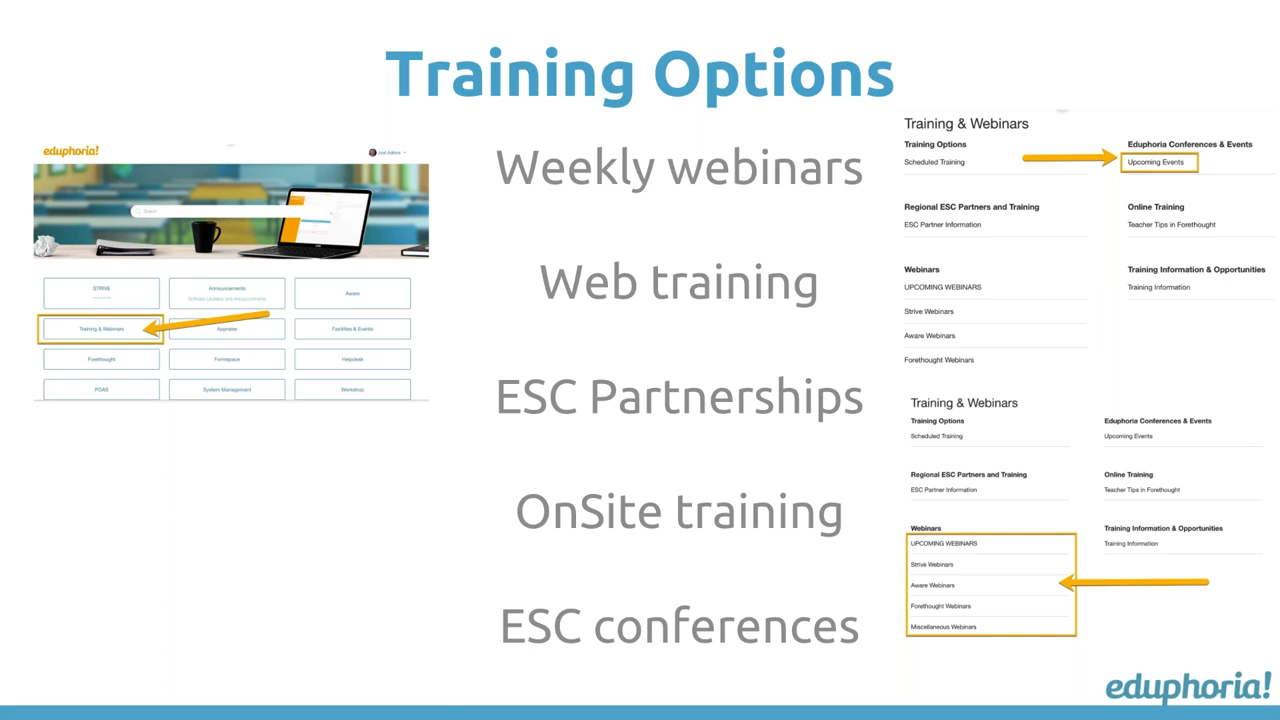 Training Options
eduphoria!
Just Admins
Search
STRIVE
Announcements
Software Updates and Announcements
Aware
Training & Webinars
Appraise
Facilities & Events
Forethought
Formspace
Helpdesk
PDAS
System Management
Workshop
Weekly webinars
Web training
ESC Partnerships
OnSite training
ESC conferences
Training & Webinars
Training Options
Scheduled Training
Eduphoria Conferences & Events
Upcoming Events
Regional ESC Partners and Training
ESC Partner Information
Online Training
Teacher Tips in Forethought
Webinars
UPCOMING WEBINARS
Strive Webinars
Aware Webinars
Forethought Webinars
Training Information & Opportunities
Training Information
Training & Webinars
Training Options
Scheduled Training
Eduphoria Conferences & Events
Upcoming Events
Regional ESC Partners and Training
ESC Partner Information
Online Training
Teacher Tips in Forethought
Webinars
UPCOMING WEBINARS
Strive Webinars
Aware Webinars
Forethought Webinars
Miscellaneous Webinars
Training Information & Opportunities
Training Information
eduphoria!